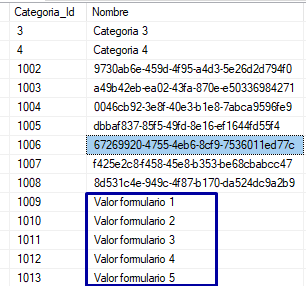 Categoria_Id Nombre
3 Categoria 3
4 Categoria 4
1002 9730ab6e-459d-4f95-a4d3-5e26d2d794f0
1003 a49b42eb-ea02-43fa-870e-e50336984271
1004 0046cb92-3e8f-40e3-b1e8-7abca9596fe9
1005 dbbaf837-85f5-49fd-8e16-ef1644fd55f4
1006 67269920-4755-4eb6-8cf9-7536011ed77c
1007 f425e2c8-f458-45e8-b353-be68cbabcc47
1008 8d531c4e-949c-4f87-b170-da524dc9a2b9
1009 Valor formulario 1
1010 Valor formulario 2
1011 Valor formulario 3
1012 Valor formulario 4
1013 Valor formulario 5